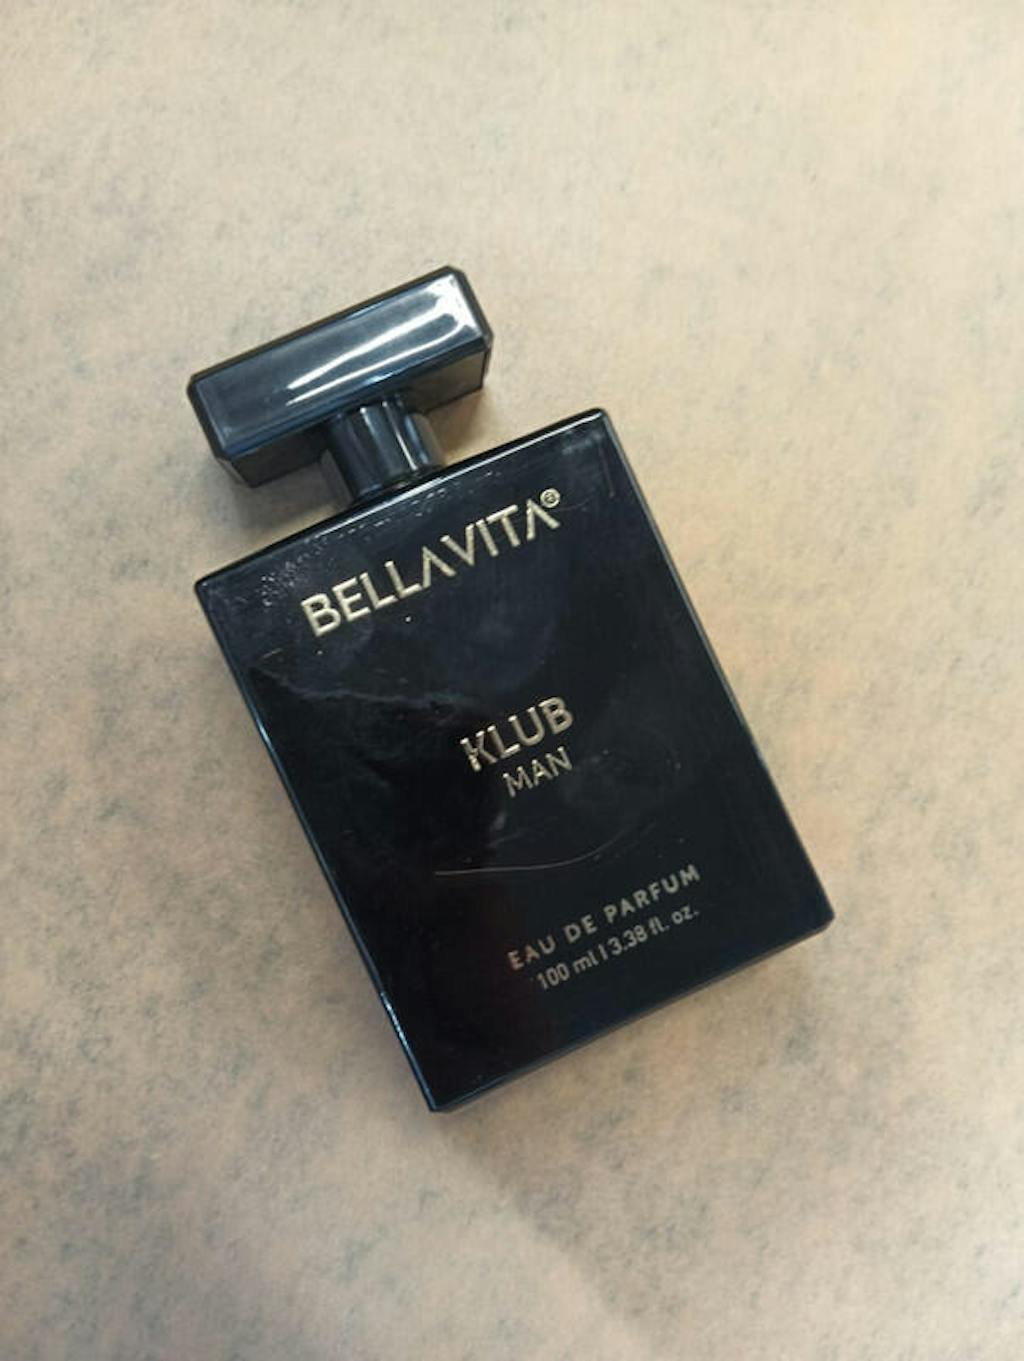 BELLAVITA®
KLUB
MAN
EAU DE PARFUM
100 ml | 3.38 fl. oz.